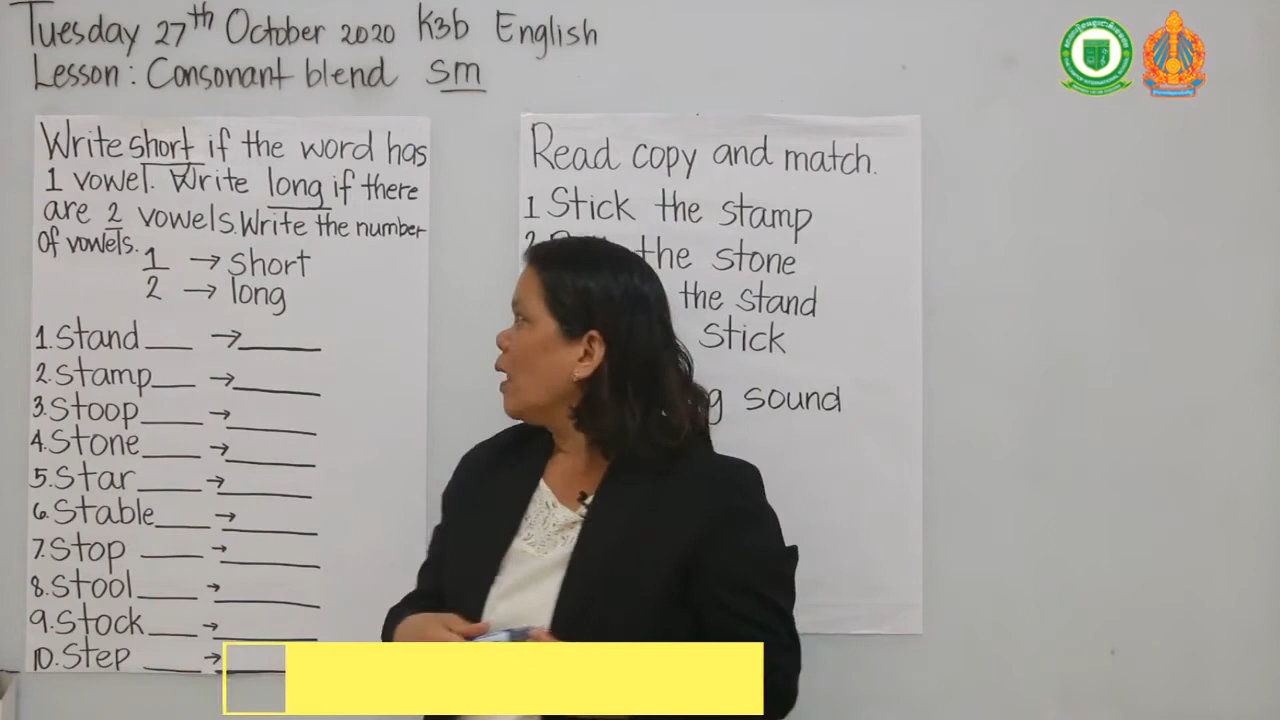 Tuesday 27th October 2020 K3b English
Lesson: Consonant blend sm
Write short if the word has
1 vowel. Write long if there
are 2 vowels. Write the number
of vowels.
1 → short
2 → long
1. Stand ___ → ___
2. Stamp ___ → ___
3. Stoop ___ → ___
4. Stone ___ → ___
5. Star ___ → ___
6. Stable ___ → ___
7. Stop ___ → ___
8. Stool ___ → ___
9. Stock ___ → ___
10. Step ___ → ___
Read copy and match.
1 Stick the stamp
2 the stone
the stand
Stick
sound